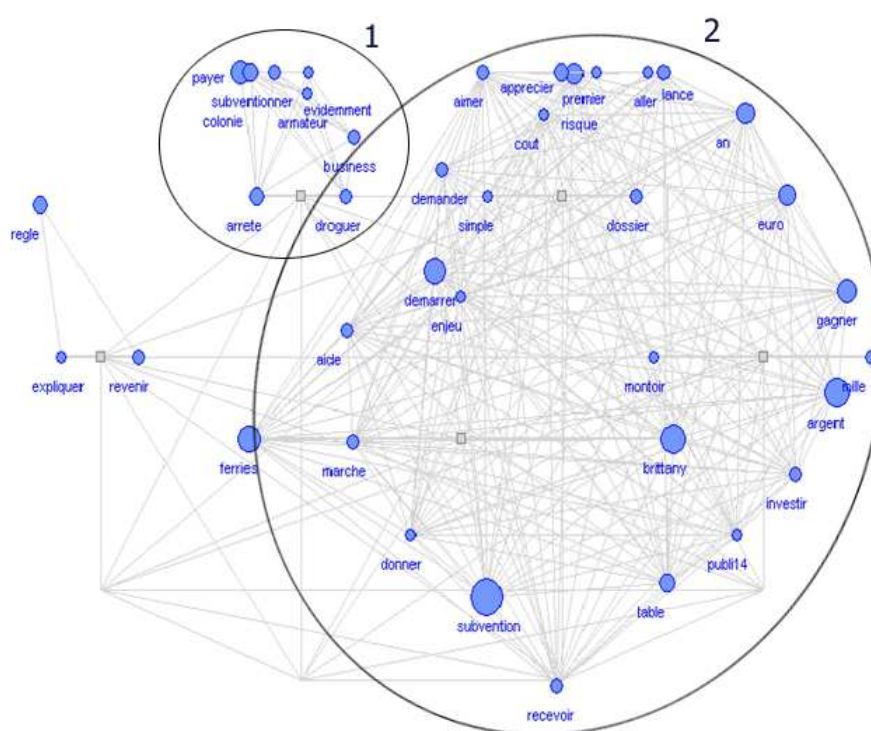 1
2
payer
subventionner
colonie
evidemment
armateur
business
arrete
droguer
aimer
apprecier
premier
aller
lance
cout
risque
an
demander
simple
dossier
euro
regle
demarrer
enjeu
gagner
aide
expliquer
revenir
montoir
mille
argent
ferries
marche
brittany
investir
donner
publi14
subvention
table
recevoir